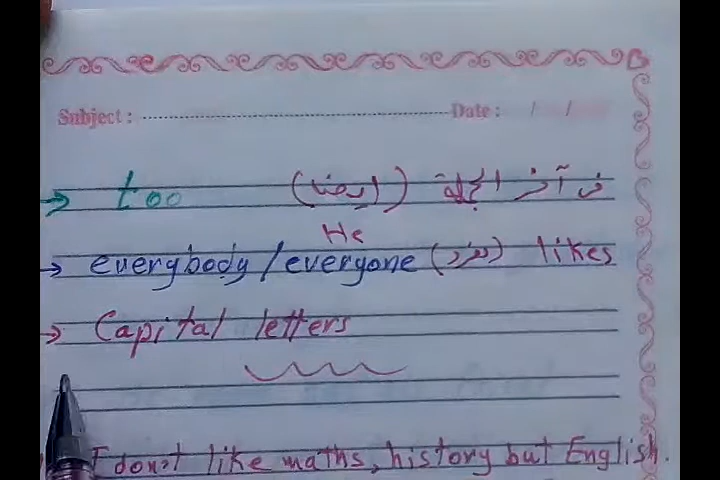 Subject : Date : / /
→ too (ايضا) في آخر الجملة
He
→ everybody / everyone (مفرد) likes
→ Capital letters
I don't like maths, history but English.